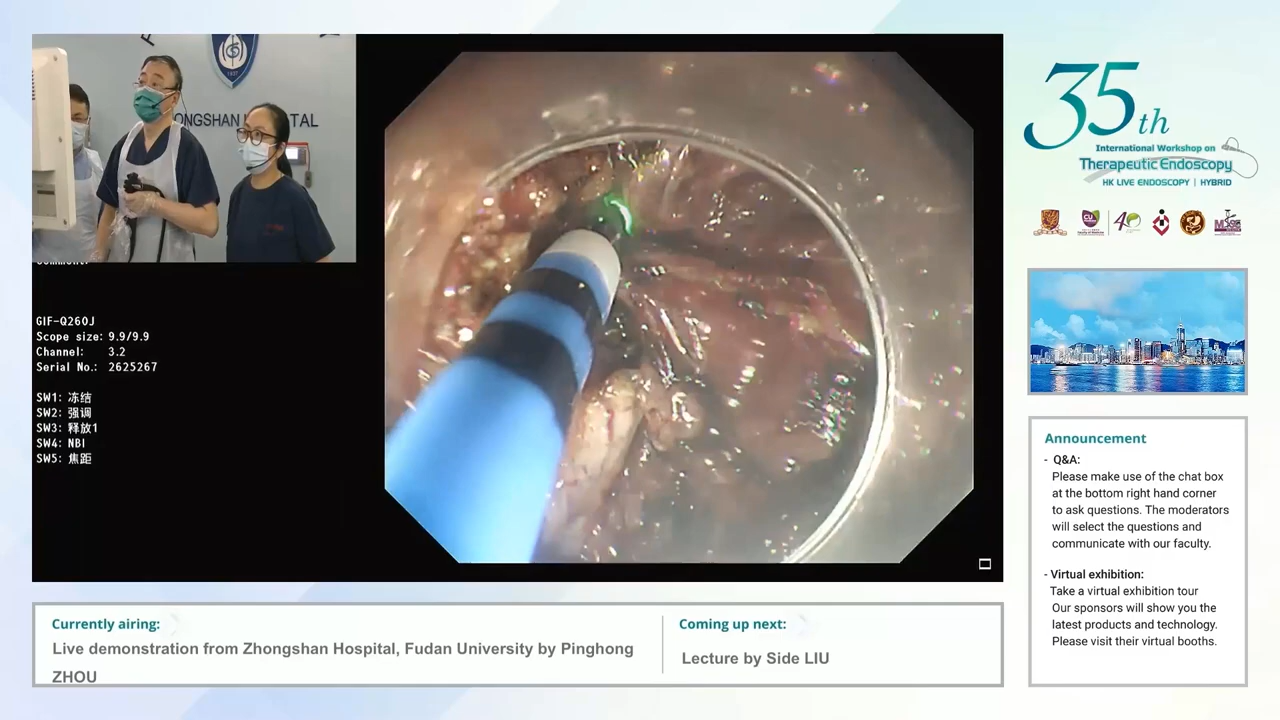 1937
ONGSHAN
TAL
GIF-Q260J
Scope size: 9.9/9.9
Channel: 3.2
Serial No.: 2625267
SW1: 冻结
SW2: 强调
SW3: 释放1
SW4: NBI
SW5: 焦距
35th
International Workshop on
Therapeutic Endoscopy
HK LIVE ENDOSCOPY | HYBRID
Announcement
- Q&A:
Please make use of the chat box
at the bottom right hand corner
to ask questions. The moderators
will select the questions and
communicate with our faculty.
- Virtual exhibition:
Take a virtual exhibition tour
Our sponsors will show you the
latest products and technology.
Please visit their virtual booths.
Currently airing:
Live demonstration from Zhongshan Hospital, Fudan University by Pinghong
ZHOU
Coming up next:
Lecture by Side LIU